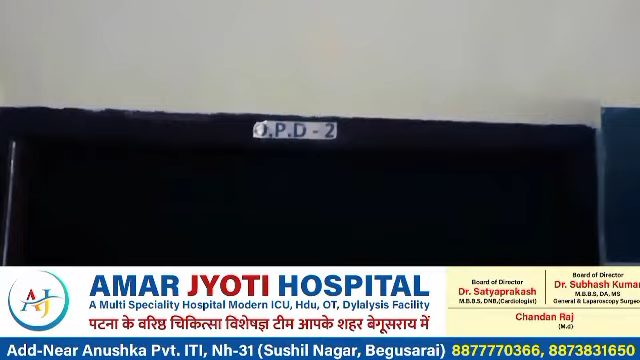 O.P.D - 2
AJ
AMAR JYOTI HOSPITAL
A Multi Speciality Hospital Modern ICU, Hdu, OT, Dylalysis Facility
पटना के वरिष्ठ चिकित्सा विशेषज्ञ टीम आपके शहर बेगूसराय में
Board of Director
Dr. Satyaprakash
M.B.B.S, DNB,(Cardiologist)
Board of Director
Dr. Subhash Kumar
M.B.B.S, DA, MS
General & Laparoscopy Surgeo
Chandan Raj
(M.d)
Add-Near Anushka Pvt. ITI, Nh-31 (Sushil Nagar, Begusarai) 8877770366, 8873831650